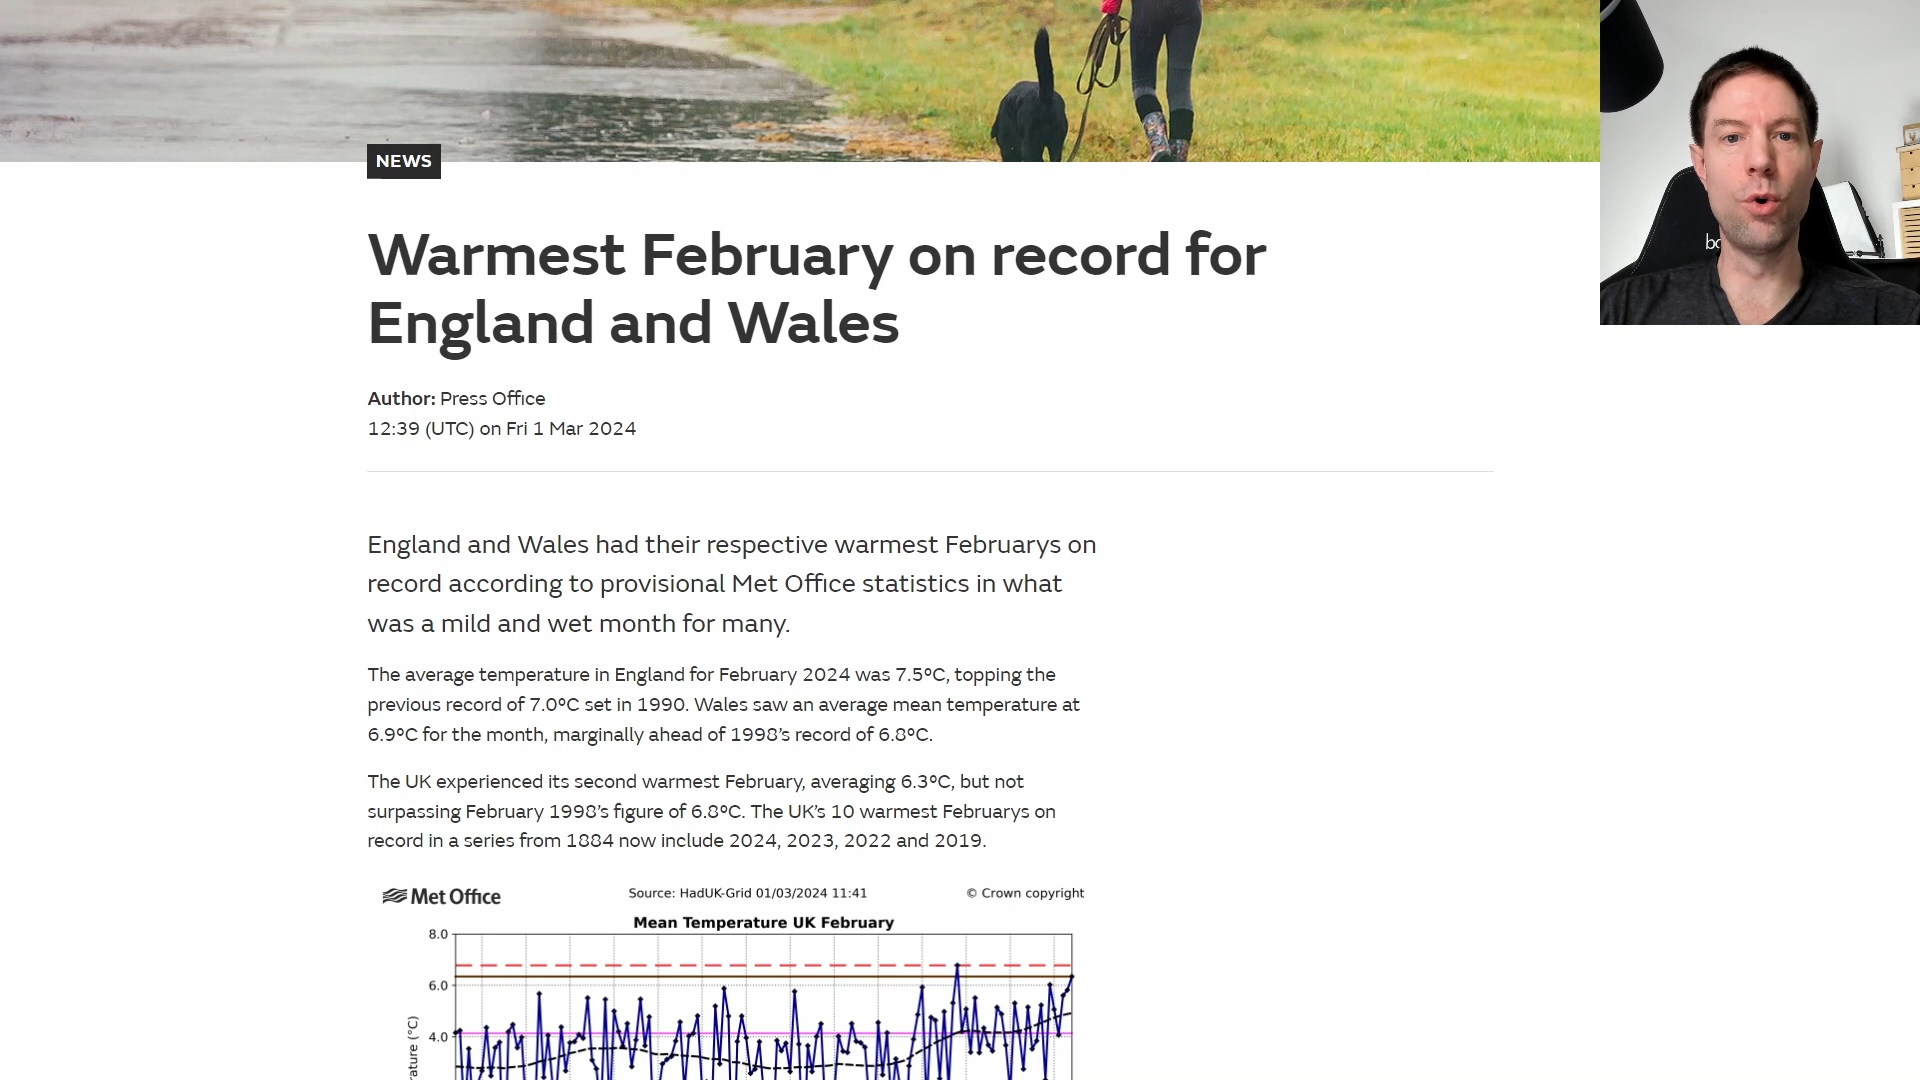 NEWS
Warmest February on record for
England and Wales
Author: Press Office
12:39 (UTC) on Fri 1 Mar 2024
England and Wales had their respective warmest Februarys on
record according to provisional Met Office statistics in what
was a mild and wet month for many.
The average temperature in England for February 2024 was 7.5ºC, topping the
previous record of 7.0ºC set in 1990. Wales saw an average mean temperature at
6.9ºC for the month, marginally ahead of 1998’s record of 6.8ºC.
The UK experienced its second warmest February, averaging 6.3ºC, but not
surpassing February 1998’s figure of 6.8ºC. The UK’s 10 warmest Februarys on
record in a series from 1884 now include 2024, 2023, 2022 and 2019.
Met Office
Source: HadUK-Grid 01/03/2024 11:41
© Crown copyright
Mean Temperature UK February
8.0
6.0
4.0